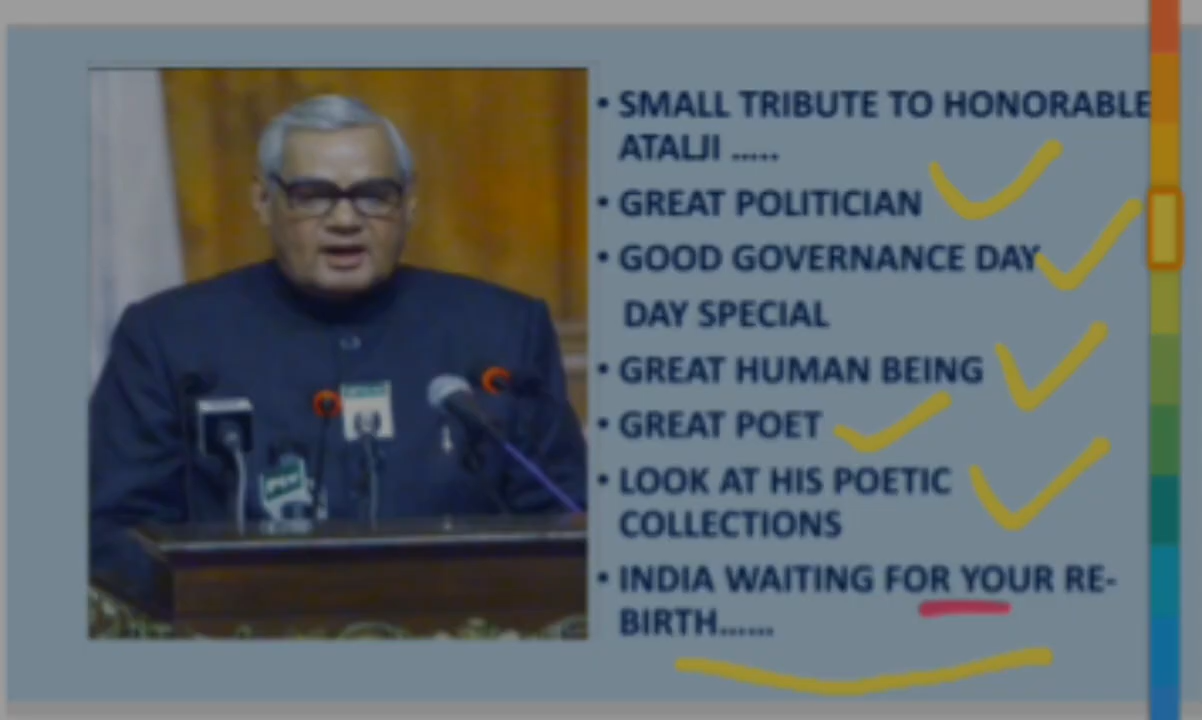 • SMALL TRIBUTE TO HONORABLE
ATALJI .....
• GREAT POLITICIAN
• GOOD GOVERNANCE DAY
DAY SPECIAL
• GREAT HUMAN BEING
• GREAT POET
• LOOK AT HIS POETIC
COLLECTIONS
• INDIA WAITING FOR YOUR RE-
BIRTH......